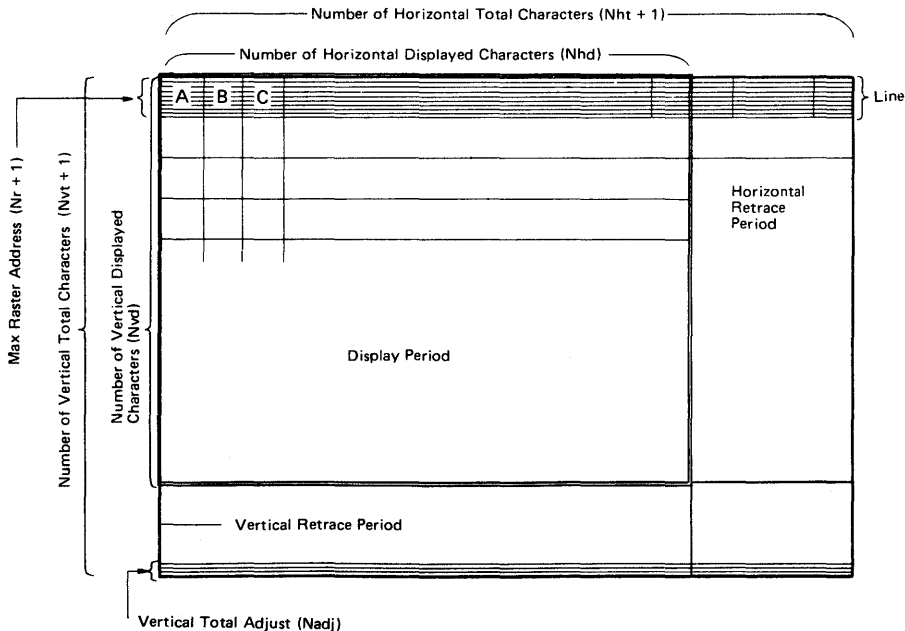 Number of Horizontal Total Characters (Nht + 1)
Number of Horizontal Displayed Characters (Nhd)
A B C
Line
Max Raster Address (Nr + 1)
Number of Vertical Total Characters (Nvt + 1)
Number of Vertical Displayed
Characters (Nvd)
Horizontal
Retrace
Period
Display Period
Vertical Retrace Period
Vertical Total Adjust (Nadj)